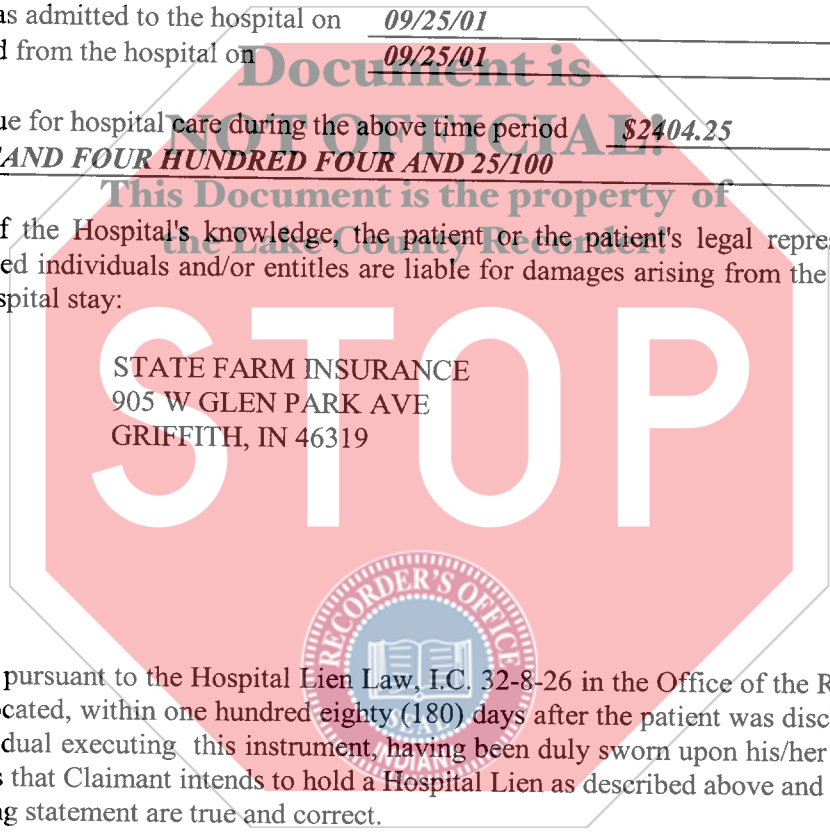 as admitted to the hospital on 09/25/01
d from the hospital on 09/25/01
Document is
ue for hospital care during the above time period $2404.25
NOT OFFICIAL!
AND FOUR HUNDRED FOUR AND 25/100
This Document is the property of
f the Hospital's knowledge, the patient or the patient's legal repre
the Lake County Recorder!
ed individuals and/or entitles are liable for damages arising from the
spital stay:
STOP
STATE FARM INSURANCE
905 W GLEN PARK AVE
GRIFFITH, IN 46319
RECORDER'S OFFICE
SEAL
INDIANA
pursuant to the Hospital Lien Law, I.C. 32-8-26 in the Office of the R
cated, within one hundred eighty (180) days after the patient was disc
dual executing this instrument, having been duly sworn upon his/her
s that Claimant intends to hold a Hospital Lien as described above and
ng statement are true and correct.